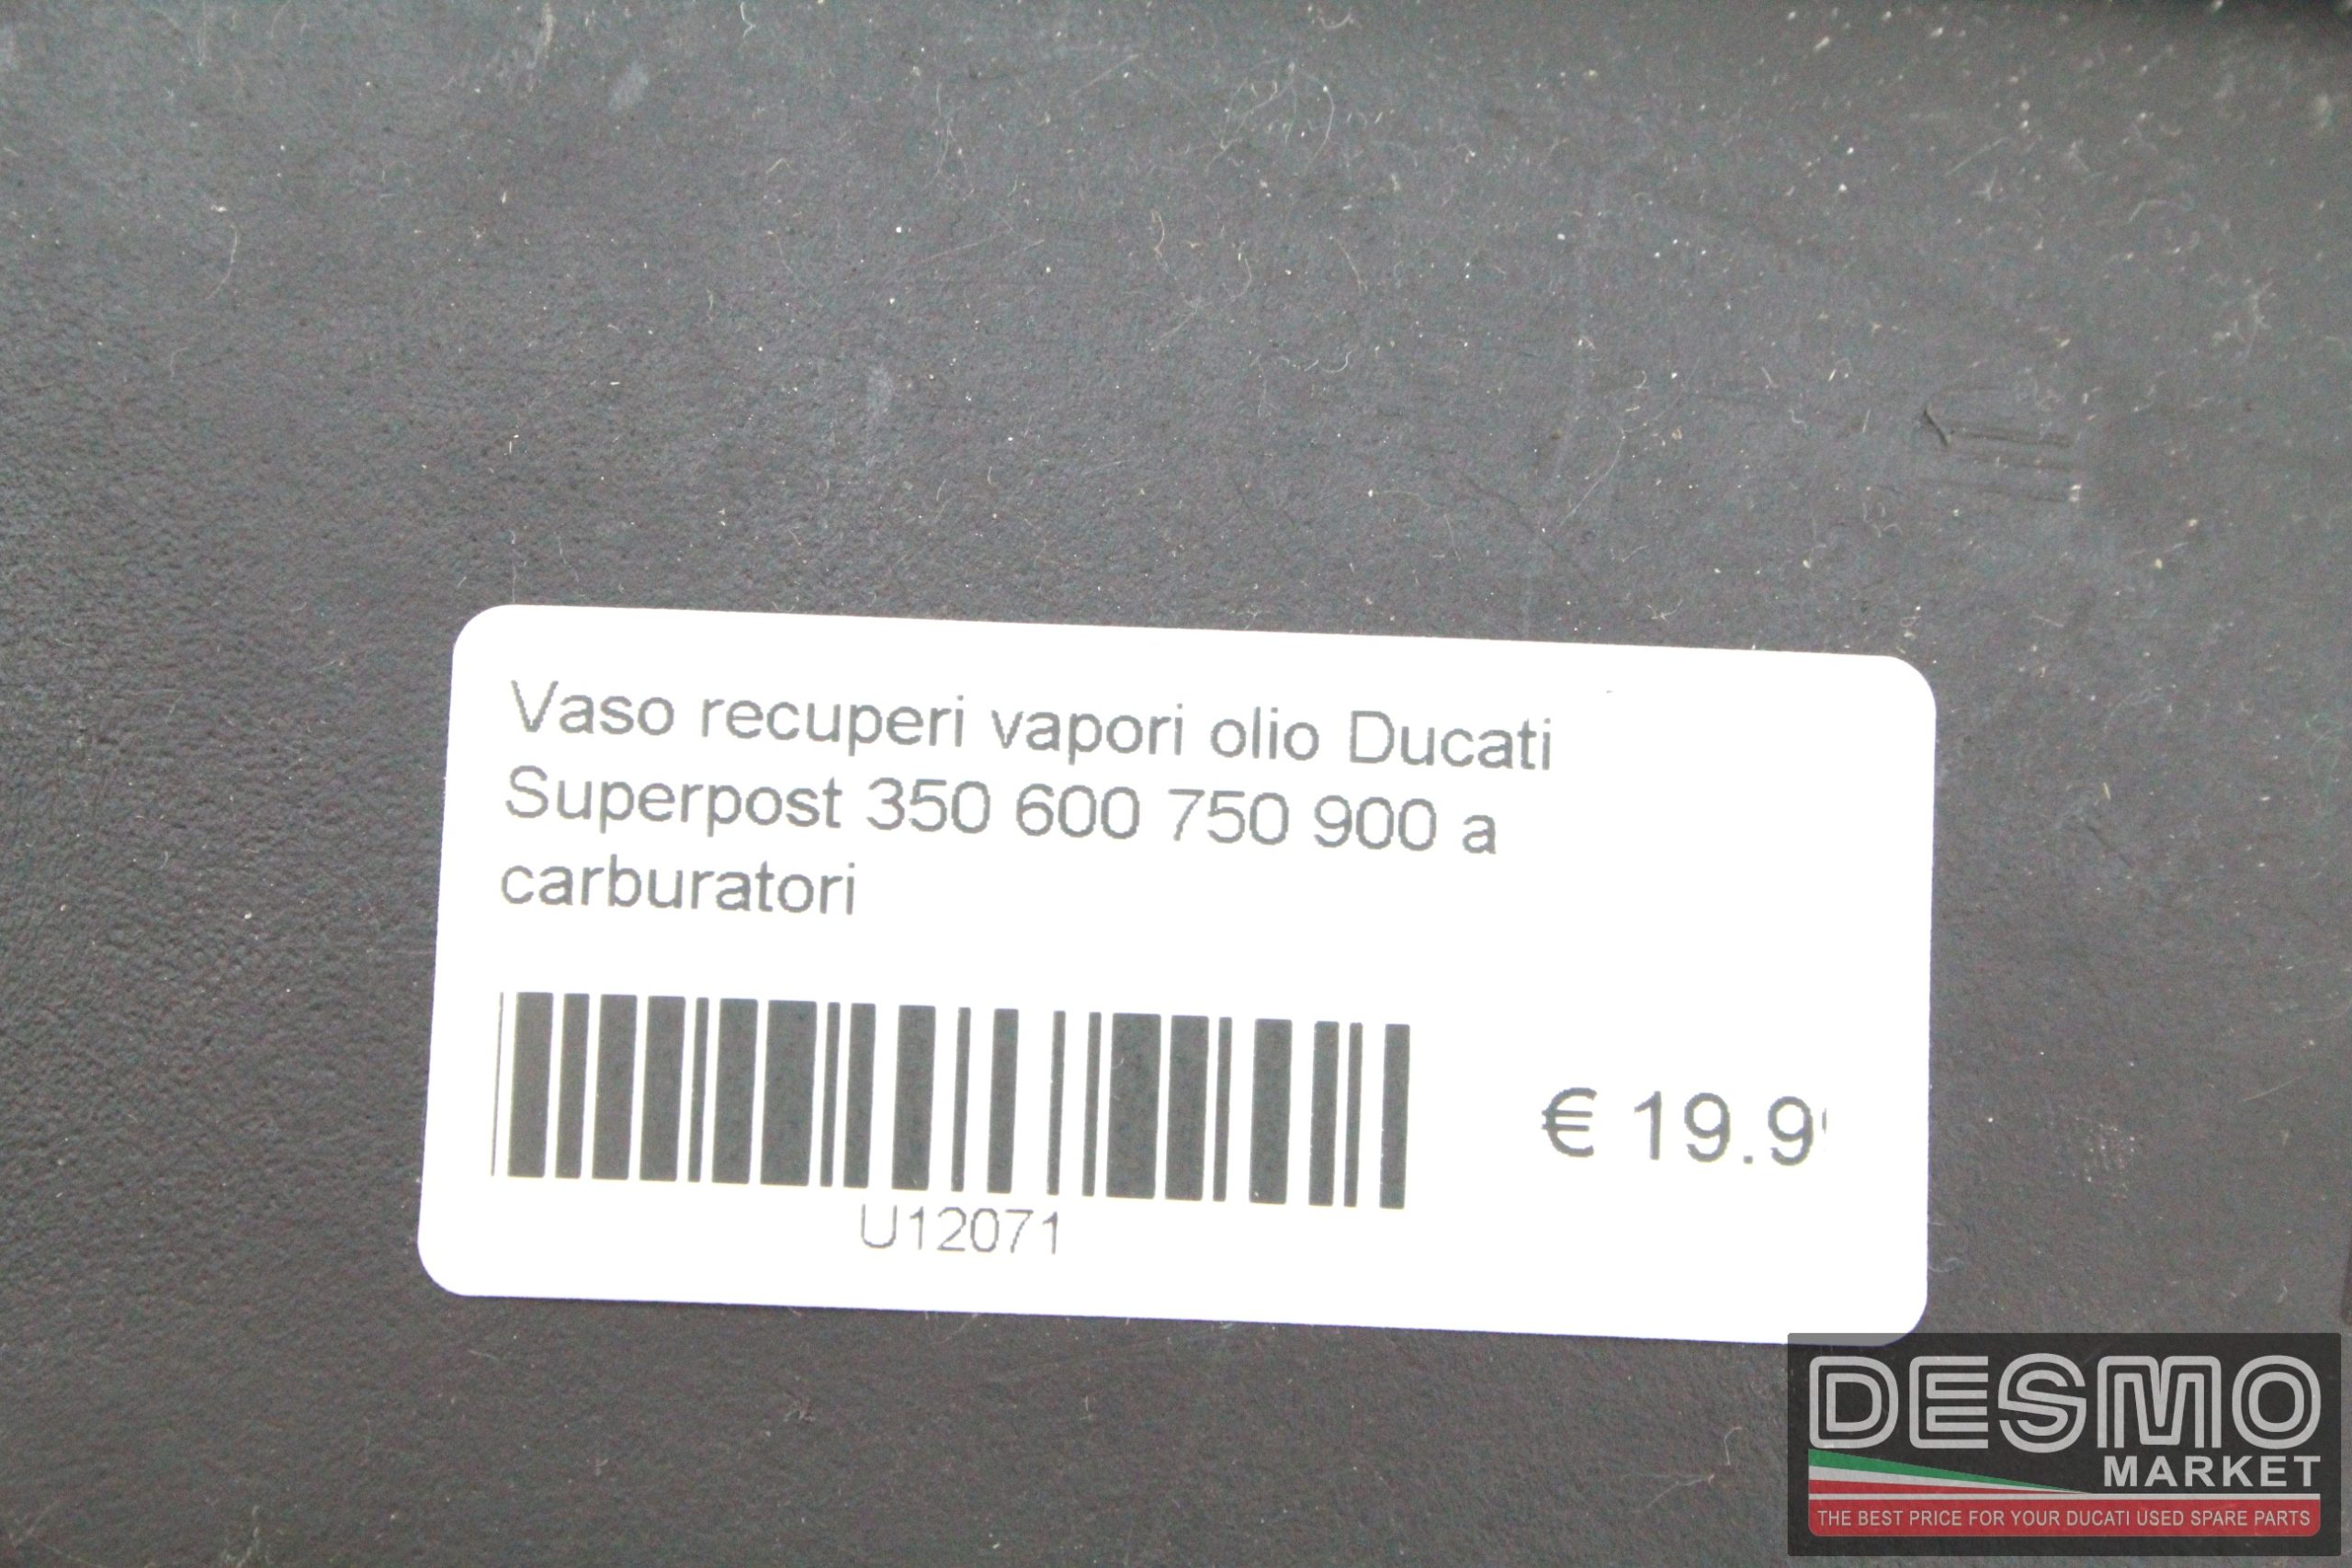 Vaso recuperi vapori olio Ducati
Superpost 350 600 750 900 a
carburatori
€ 19.9
U12071
DESMO
MARKET
THE BEST PRICE FOR YOUR DUCATI USED SPARE PARTS